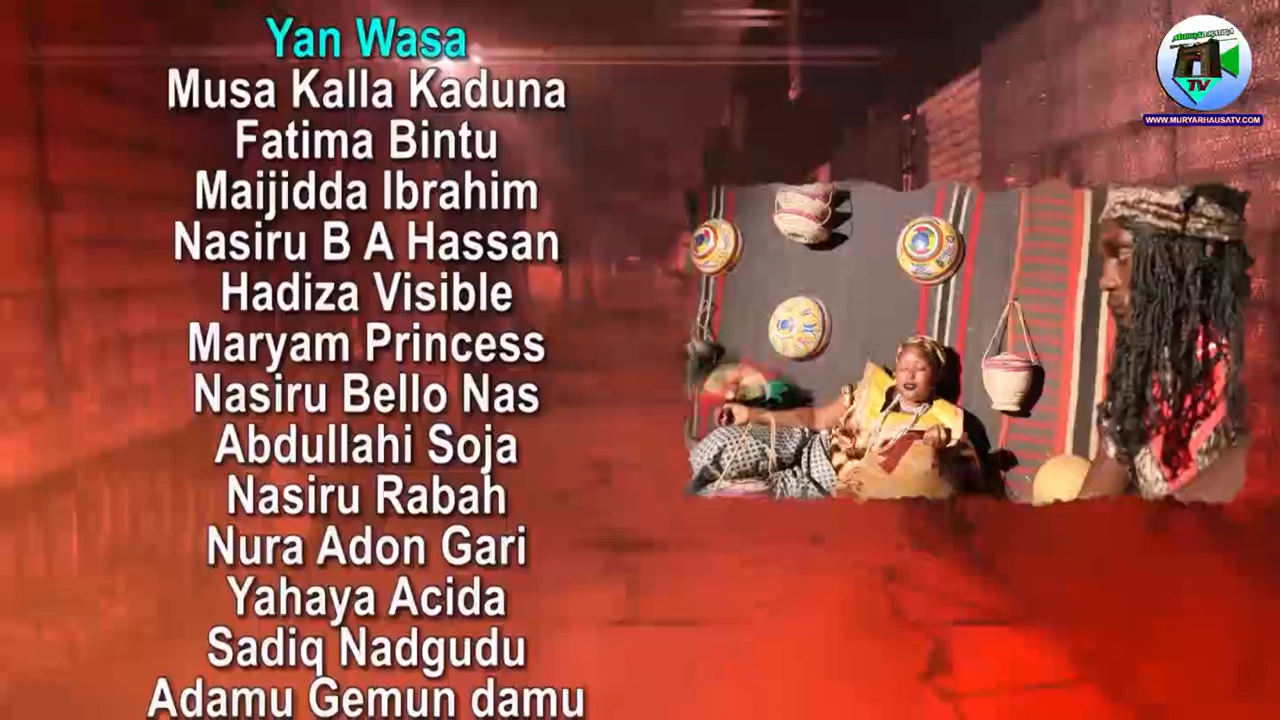 Yan Wasa
Musa Kalla Kaduna
Fatima Bintu
Maijidda Ibrahim
Nasiru B A Hassan
Hadiza Visible
Maryam Princess
Nasiru Bello Nas
Abdullahi Soja
Nasiru Rabah
Nura Adon Gari
Yahaya Acida
Sadiq Nadgudu
Adamu Gemun damu
TV
WWW.MURYARHAUSATV.COM